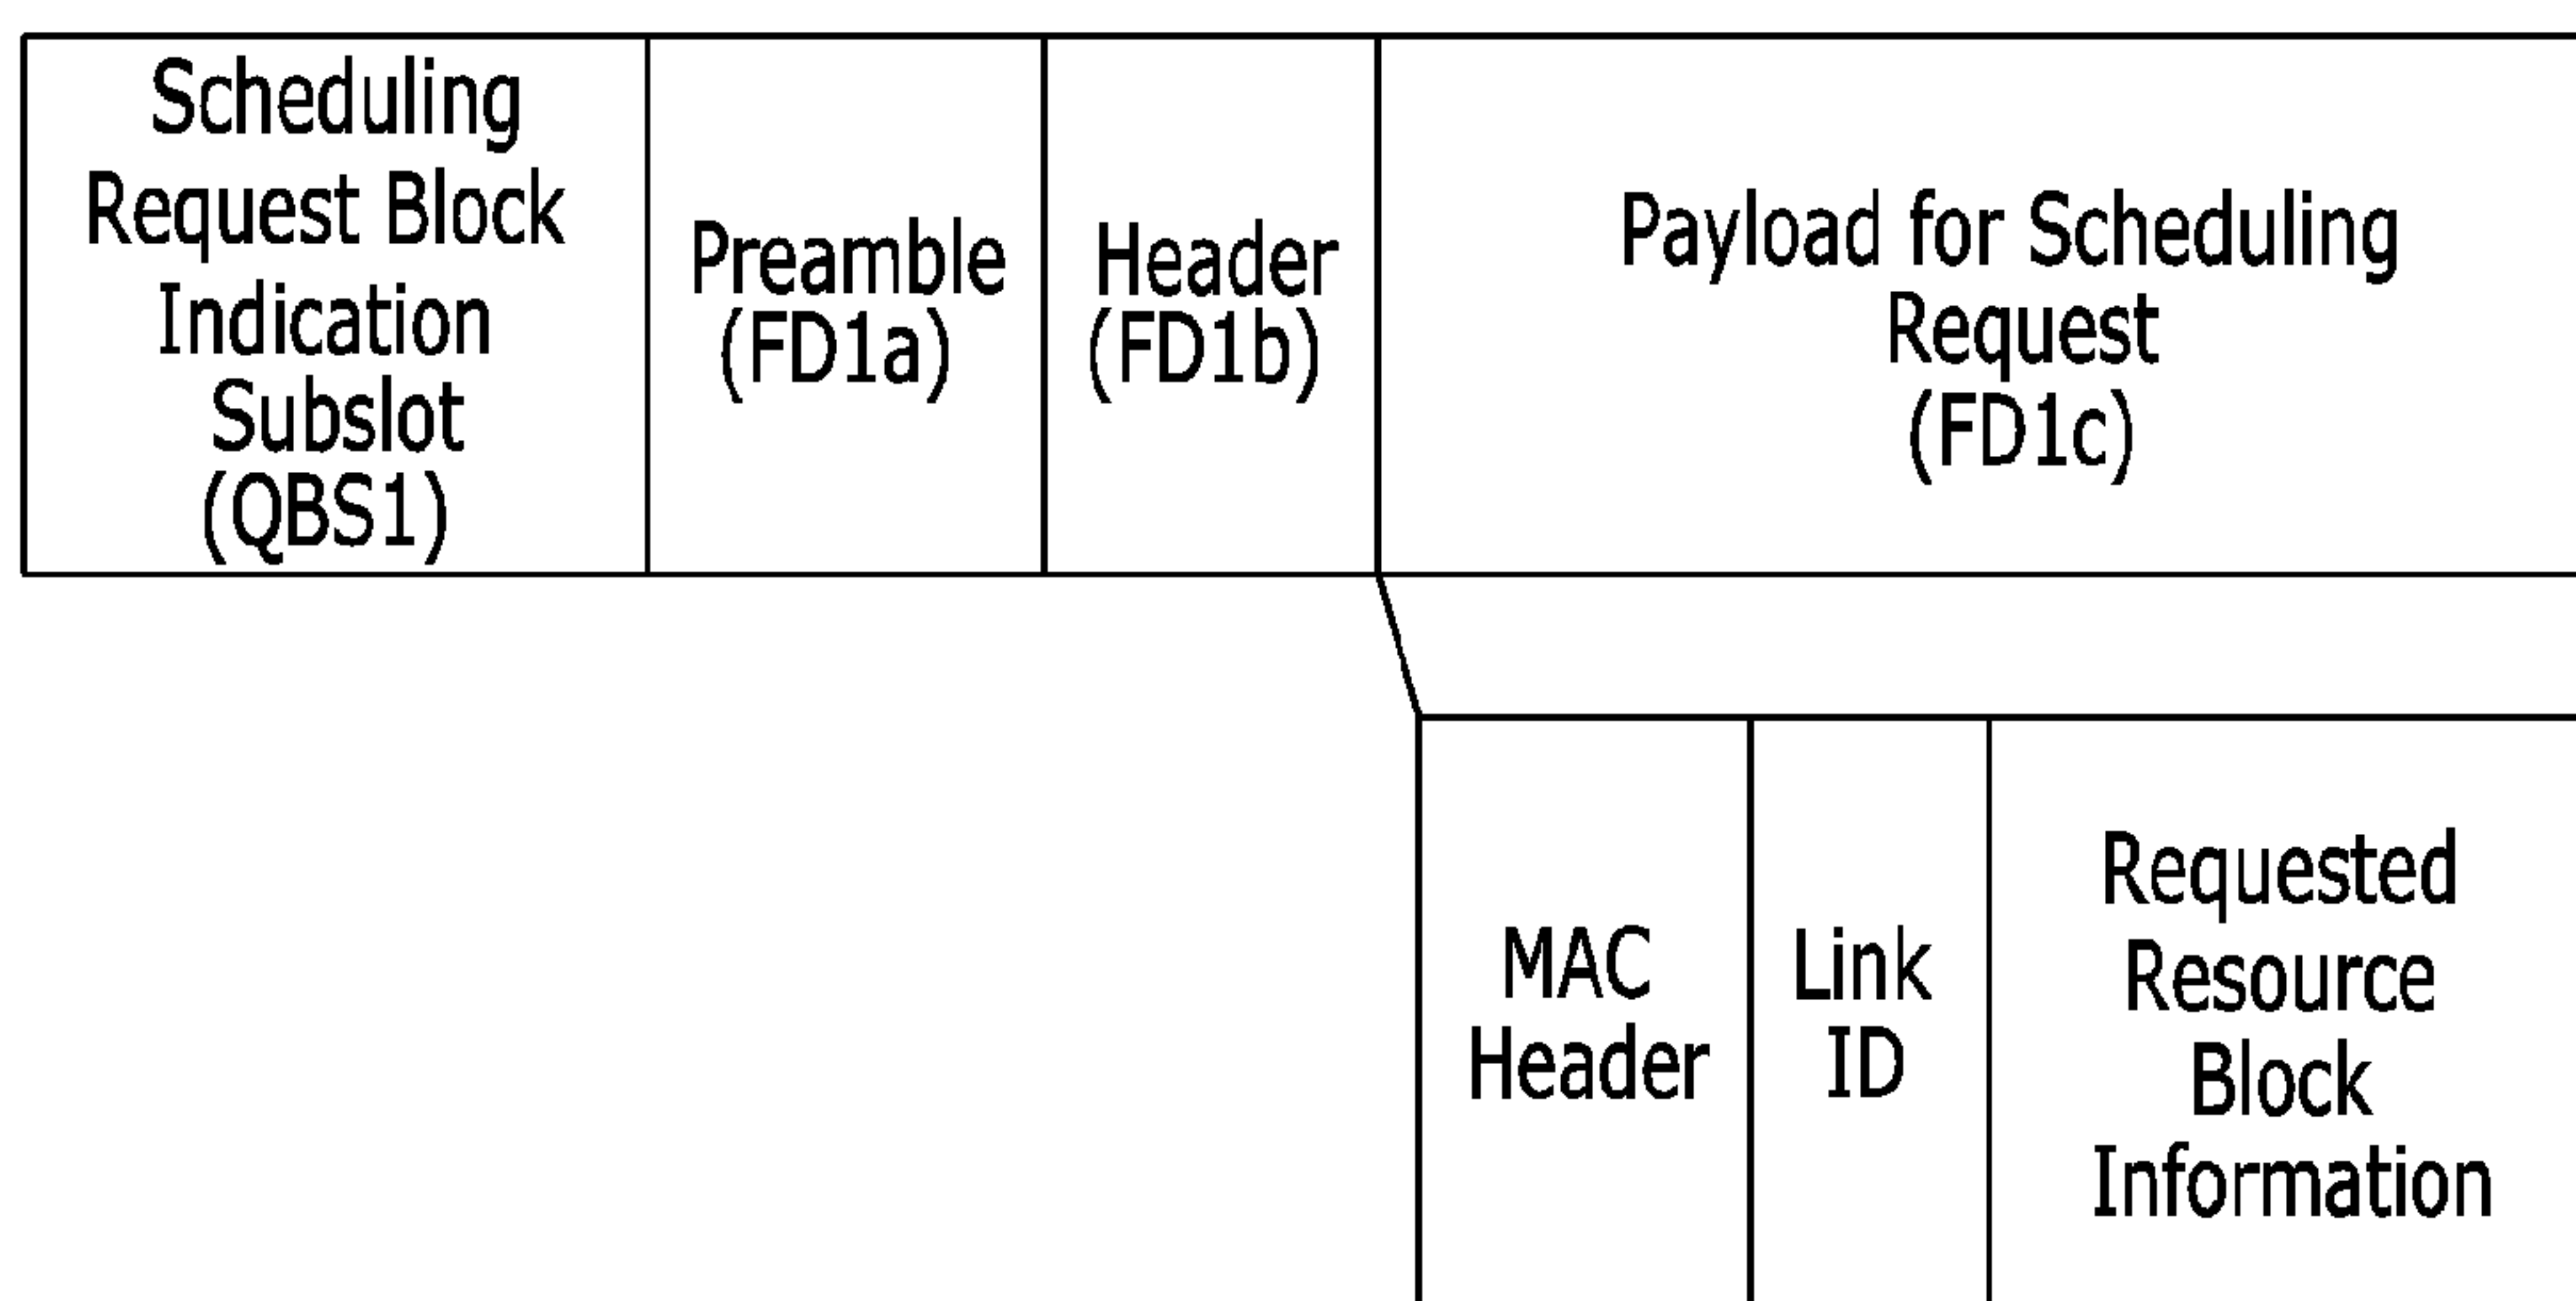 Scheduling
Request Block
Indication
Subslot
(QBS1)
Preamble
(FD1a)
Header
(FD1b)
Payload for Scheduling
Request
(FD1c)
MAC
Header
Link
ID
Requested
Resource
Block
Information